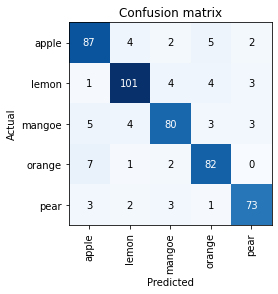 Confusion matrix
apple 87 4 2 5 2
lemon 1 101 4 4 3
mangoe 5 4 80 3 3
orange 7 1 2 82 0
pear 3 2 3 1 73
Actual
apple lemon mangoe orange pear
Predicted